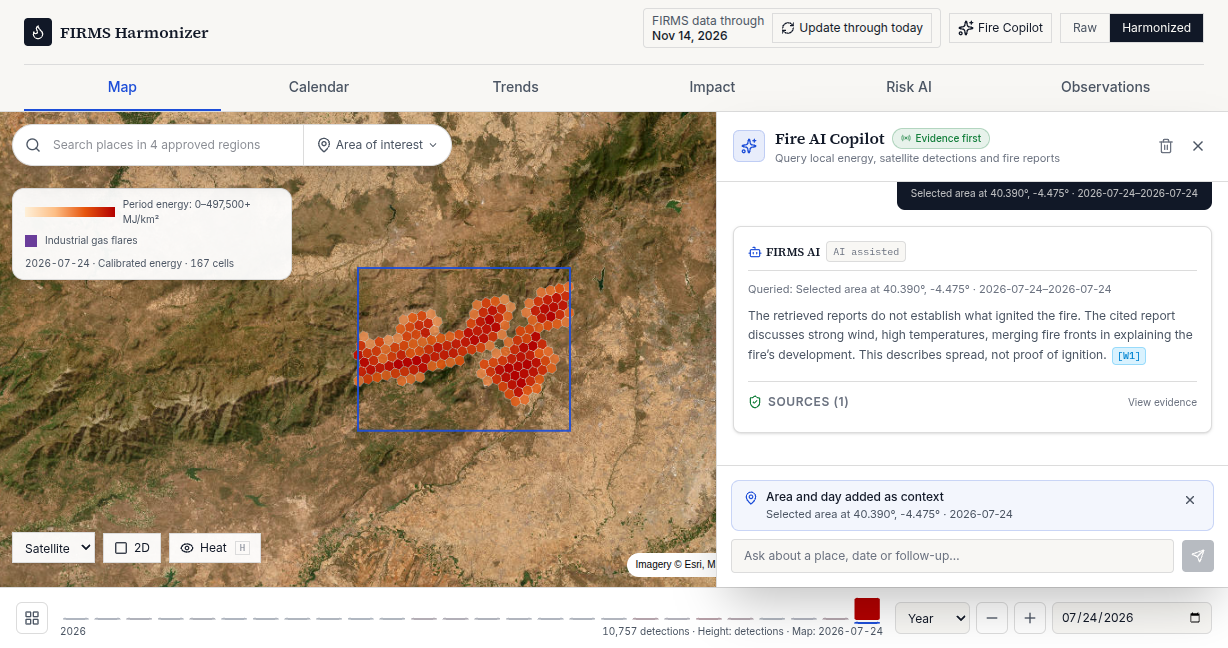 FIRMS Harmonizer
FIRMS data through
Nov 14, 2026
Update through today
Fire Copilot
Raw
Harmonized
Map
Calendar
Trends
Impact
Risk AI
Observations
Search places in 4 approved regions
Area of interest
Period energy: 0–497,500+
MJ/km²
Industrial gas flares
2026-07-24 · Calibrated energy · 167 cells
Satellite
2D
Heat H
Imagery © Esri, M
Fire AI Copilot
Evidence first
Query local energy, satellite detections and fire reports
Selected area at 40.390°, -4.475° · 2026-07-24–2026-07-24
FIRMS AI
AI assisted
Queried: Selected area at 40.390°, -4.475° · 2026-07-24–2026-07-24
The retrieved reports do not establish what ignited the fire. The cited report
discusses strong wind, high temperatures, merging fire fronts in explaining the
fire’s development. This describes spread, not proof of ignition. [W1]
SOURCES (1)
View evidence
Area and day added as context
Selected area at 40.390°, -4.475° · 2026-07-24
Ask about a place, date or follow-up...
2026
10,757 detections · Height: detections · Map: 2026-07-24
Year
07/24/2026